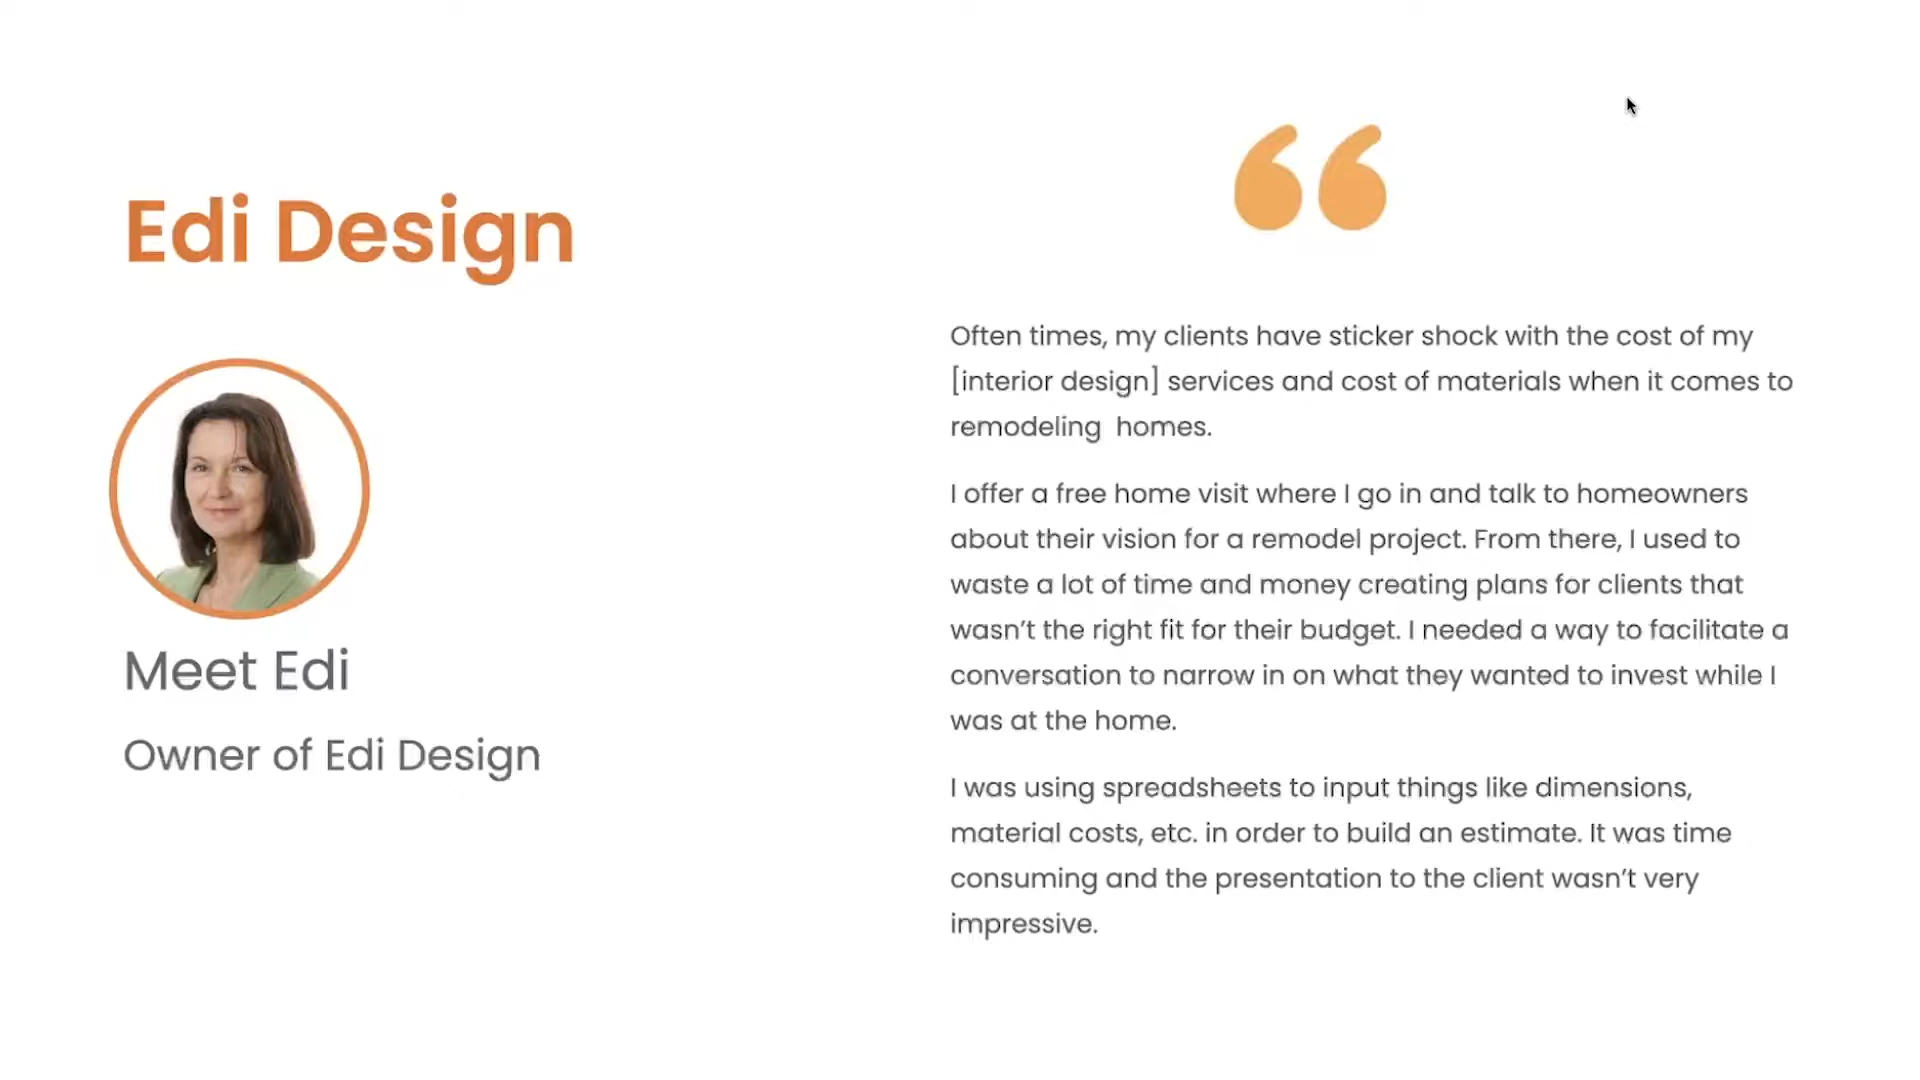 Edi Design
Meet Edi
Owner of Edi Design
Often times, my clients have sticker shock with the cost of my
[interior design] services and cost of materials when it comes to
remodeling  homes.
I offer a free home visit where I go in and talk to homeowners
about their vision for a remodel project. From there, I used to
waste a lot of time and money creating plans for clients that
wasn’t the right fit for their budget. I needed a way to facilitate a
conversation to narrow in on what they wanted to invest while I
was at the home.
I was using spreadsheets to input things like dimensions,
material costs, etc. in order to build an estimate. It was time
consuming and the presentation to the client wasn’t very
impressive.